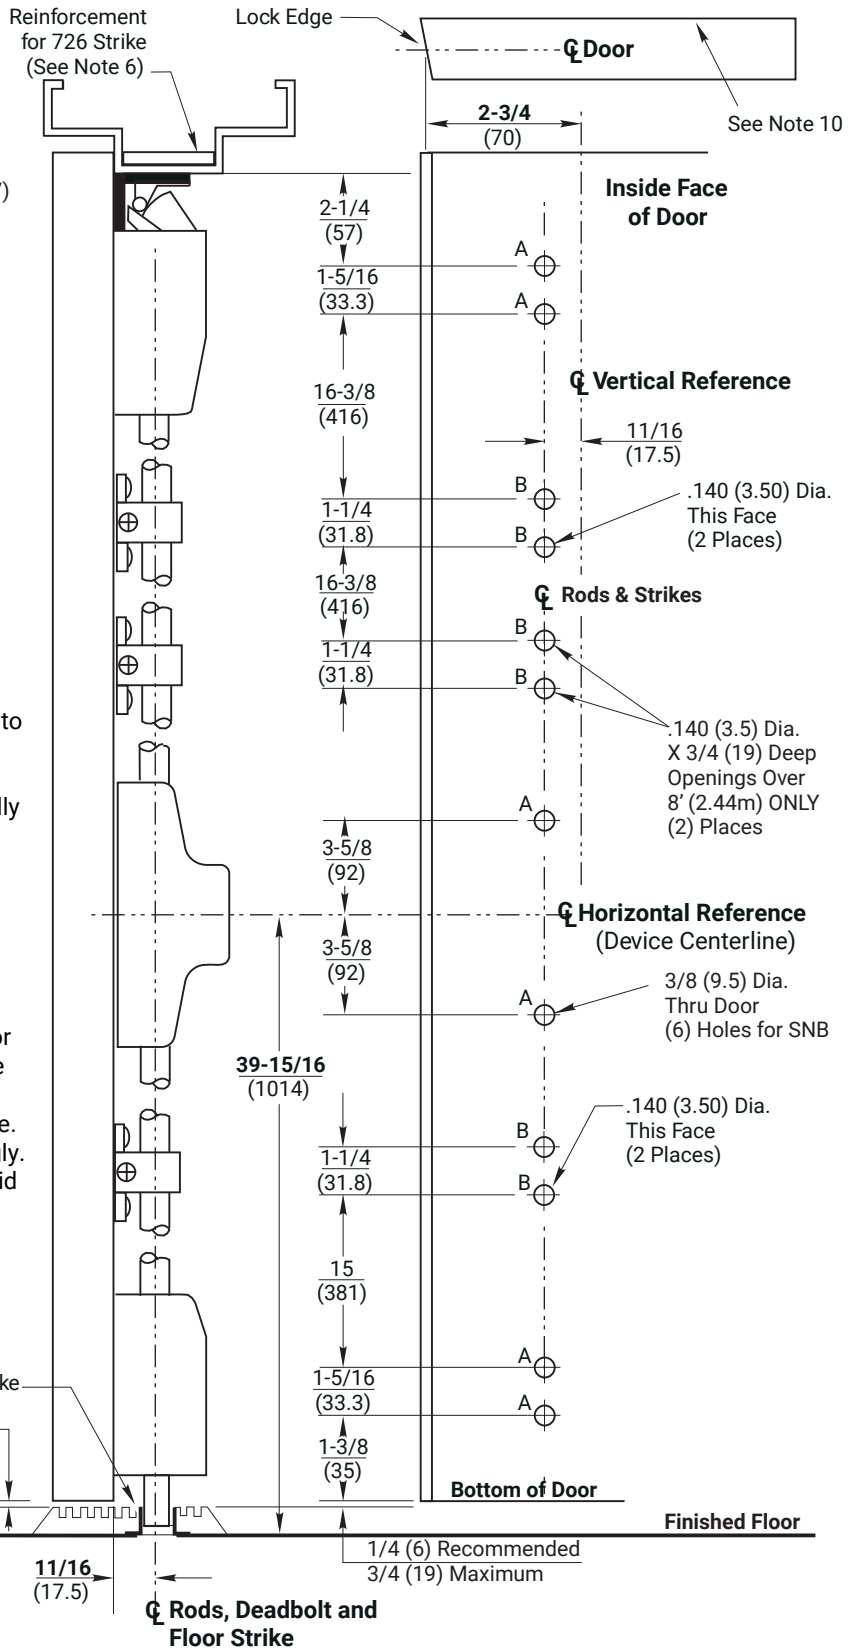 Reinforcement
for 726 Strike
(See Note 6)
Lock Edge
℄ Door
See Note 10
2-3/4
(70)
)
Inside Face
of Door
2-1/4
(57)
A
1-5/16
(33.3)
A
℄ Vertical Reference
16-3/8
(416)
11/16
(17.5)
B
.140 (3.50) Dia.
This Face
(2 Places)
1-1/4
(31.8)
B
16-3/8
(416)
℄ Rods & Strikes
B
1-1/4
(31.8)
B
to
.140 (3.5) Dia.
X 3/4 (19) Deep
Openings Over
8’ (2.44m) ONLY
(2) Places
lly
A
3-5/8
(92)
℄ Horizontal Reference
(Device Centerline)
3-5/8
(92)
A
3/8 (9.5) Dia.
Thru Door
(6) Holes for SNB
or
e
39-15/16
(1014)
.140 (3.50) Dia.
This Face
(2 Places)
e.
gly.
id
B
1-1/4
(31.8)
B
15
(381)
A
ke
1-5/16
(33.3)
A
1-3/8
(35)
Bottom of Door
Finished Floor
1/4 (6) Recommended
3/4 (19) Maximum
11/16
(17.5)
℄ Rods, Deadbolt and
Floor Strike